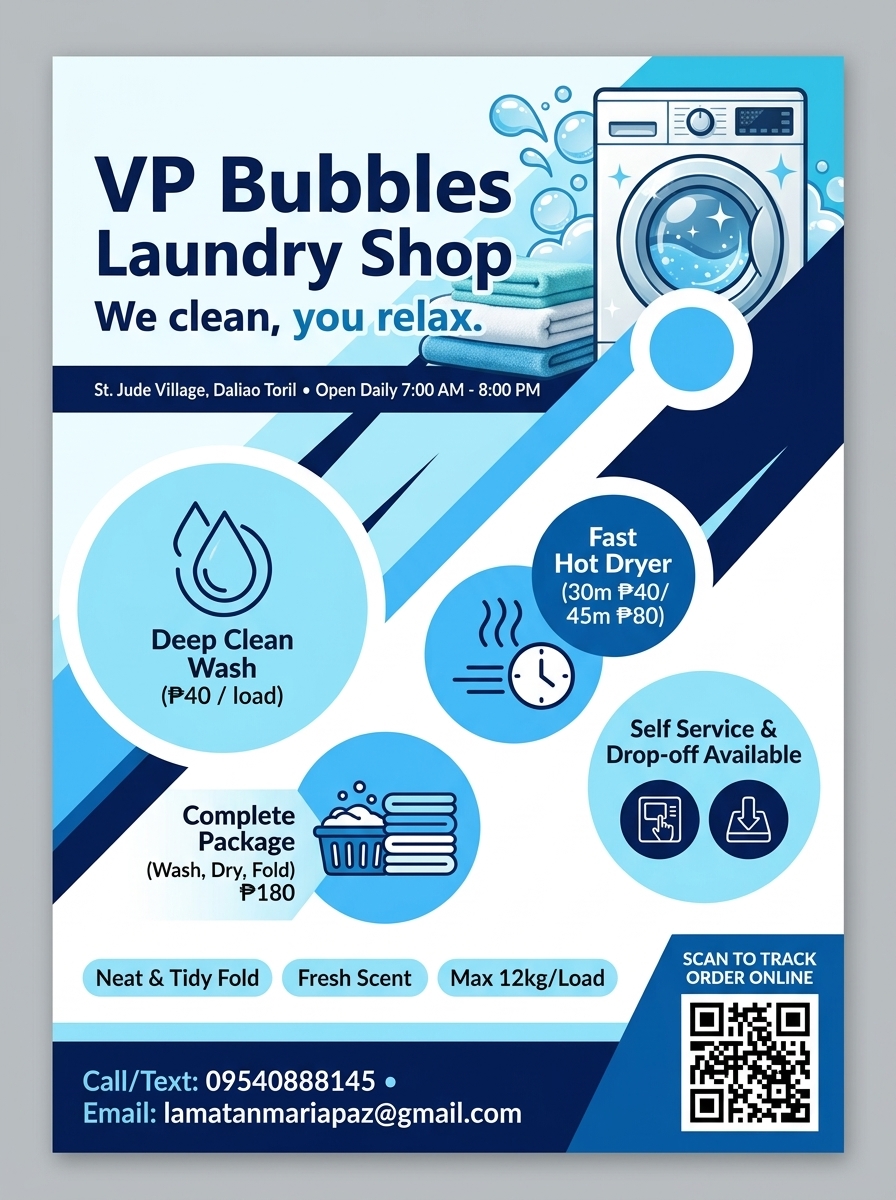 VP Bubbles
Laundry Shop
We clean, you relax.
St. Jude Village, Daliao Toril • Open Daily 7:00 AM - 8:00 PM
Deep Clean
Wash
(₱40 / load)
Fast
Hot Dryer
(30m ₱40/
45m ₱80)
Self Service &
Drop-off Available
Complete
Package
(Wash, Dry, Fold)
₱180
Neat & Tidy Fold
Fresh Scent
Max 12kg/Load
SCAN TO TRACK
ORDER ONLINE
Call/Text: 09540888145 •
Email: lamatanmariapaz@gmail.com